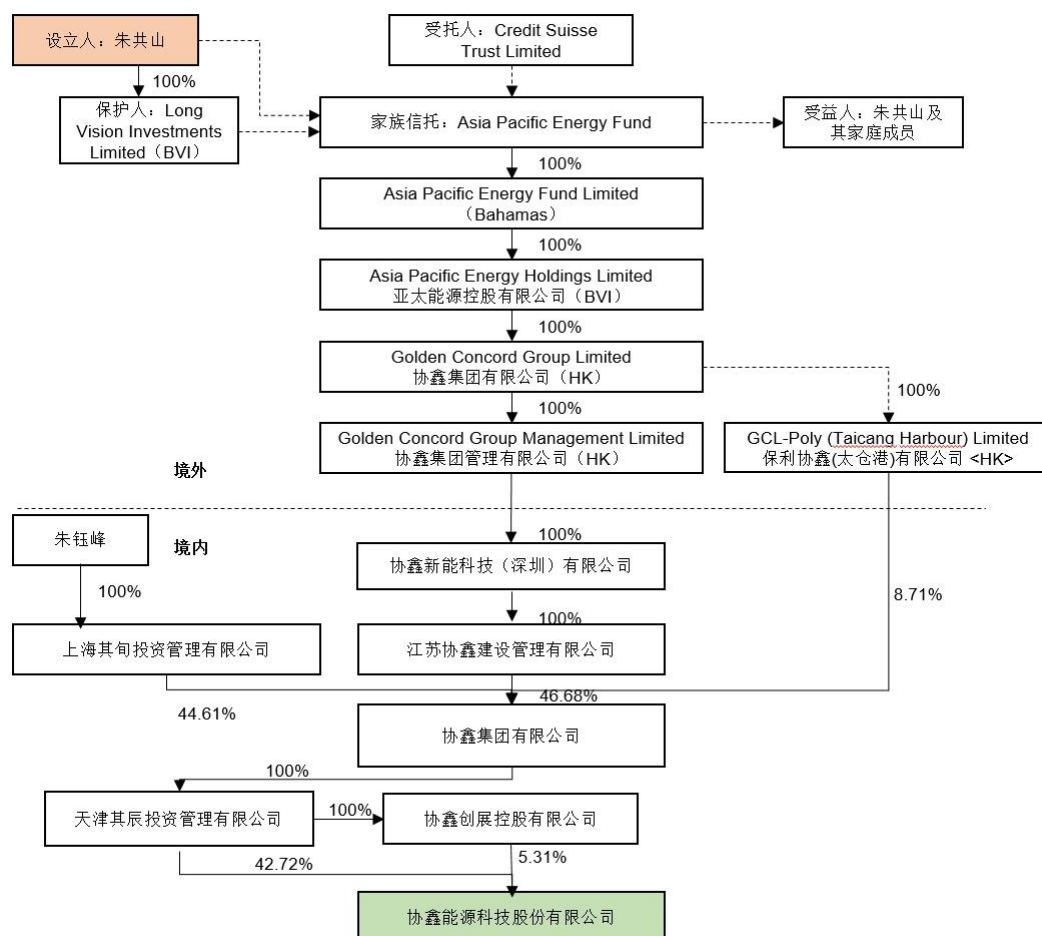 设立人：朱共山
受托人：Credit Suisse
Trust Limited
100%
保护人：Long
Vision Investments
Limited（BVI）
家族信托：Asia Pacific Energy Fund
受益人：朱共山及
其家庭成员
100%
Asia Pacific Energy Fund Limited
（Bahamas）
100%
Asia Pacific Energy Holdings Limited
亚太能源控股有限公司（BVI）
100%
Golden Concord Group Limited
协鑫集团有限公司（HK）
100%
100%
Golden Concord Group Management Limited
协鑫集团管理有限公司（HK）
GCL-Poly (Taicang Harbour) Limited
保利协鑫(太仓港)有限公司 <HK>
境外
朱钰峰
境内
100%
协鑫新能科技（深圳）有限公司
100%
8.71%
100%
上海其旬投资管理有限公司
江苏协鑫建设管理有限公司
44.61%
46.68%
协鑫集团有限公司
100%
天津其辰投资管理有限公司
100%
协鑫创展控股有限公司
42.72%
5.31%
协鑫能源科技股份有限公司